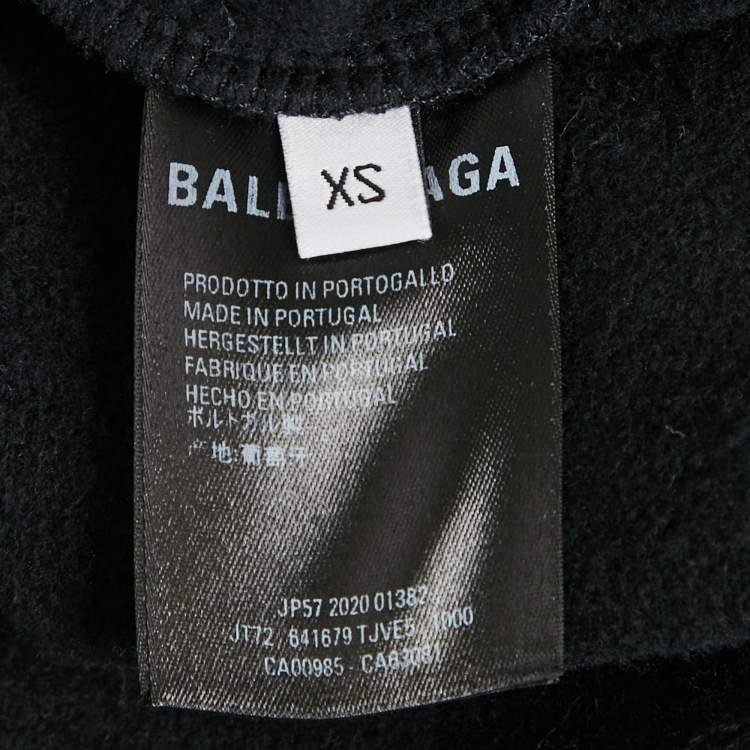 XS
BAL AGA
PRODOTTO IN PORTOGALLO
MADE IN PORTUGAL
HERGESTELLT IN PORTUGAL
FABRIQUE EN PORTUGAL
HECHO EN PORTUGAL
ポルトガル製
产地:葡萄牙
JP57 2020 01382
JT72 641679 TJVE5 1000
CA00985 - CA63081